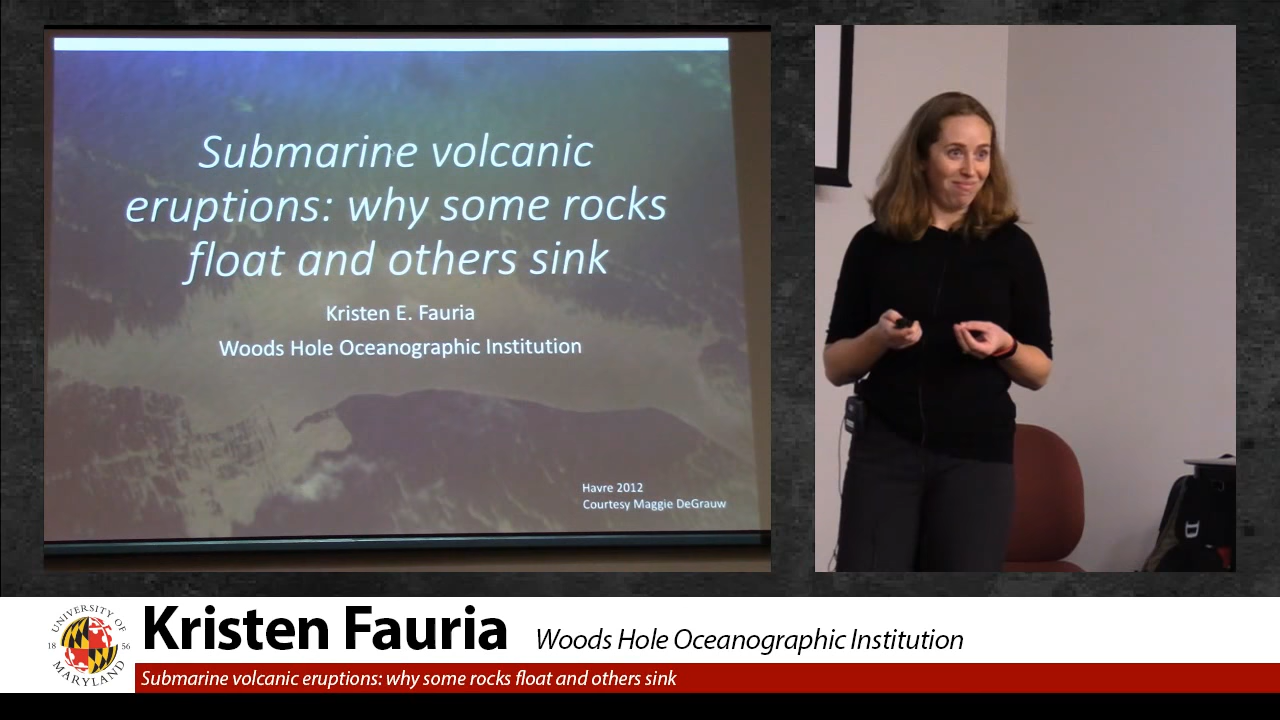 Submarine volcanic
eruptions: why some rocks
float and others sink
Kristen E. Fauria
Woods Hole Oceanographic Institution
Havre 2012
Courtesy Maggie DeGrauw
UNIVERSITY OF
18 56
MARYLAND
Kristen Fauria Woods Hole Oceanographic Institution
Submarine volcanic eruptions: why some rocks float and others sink